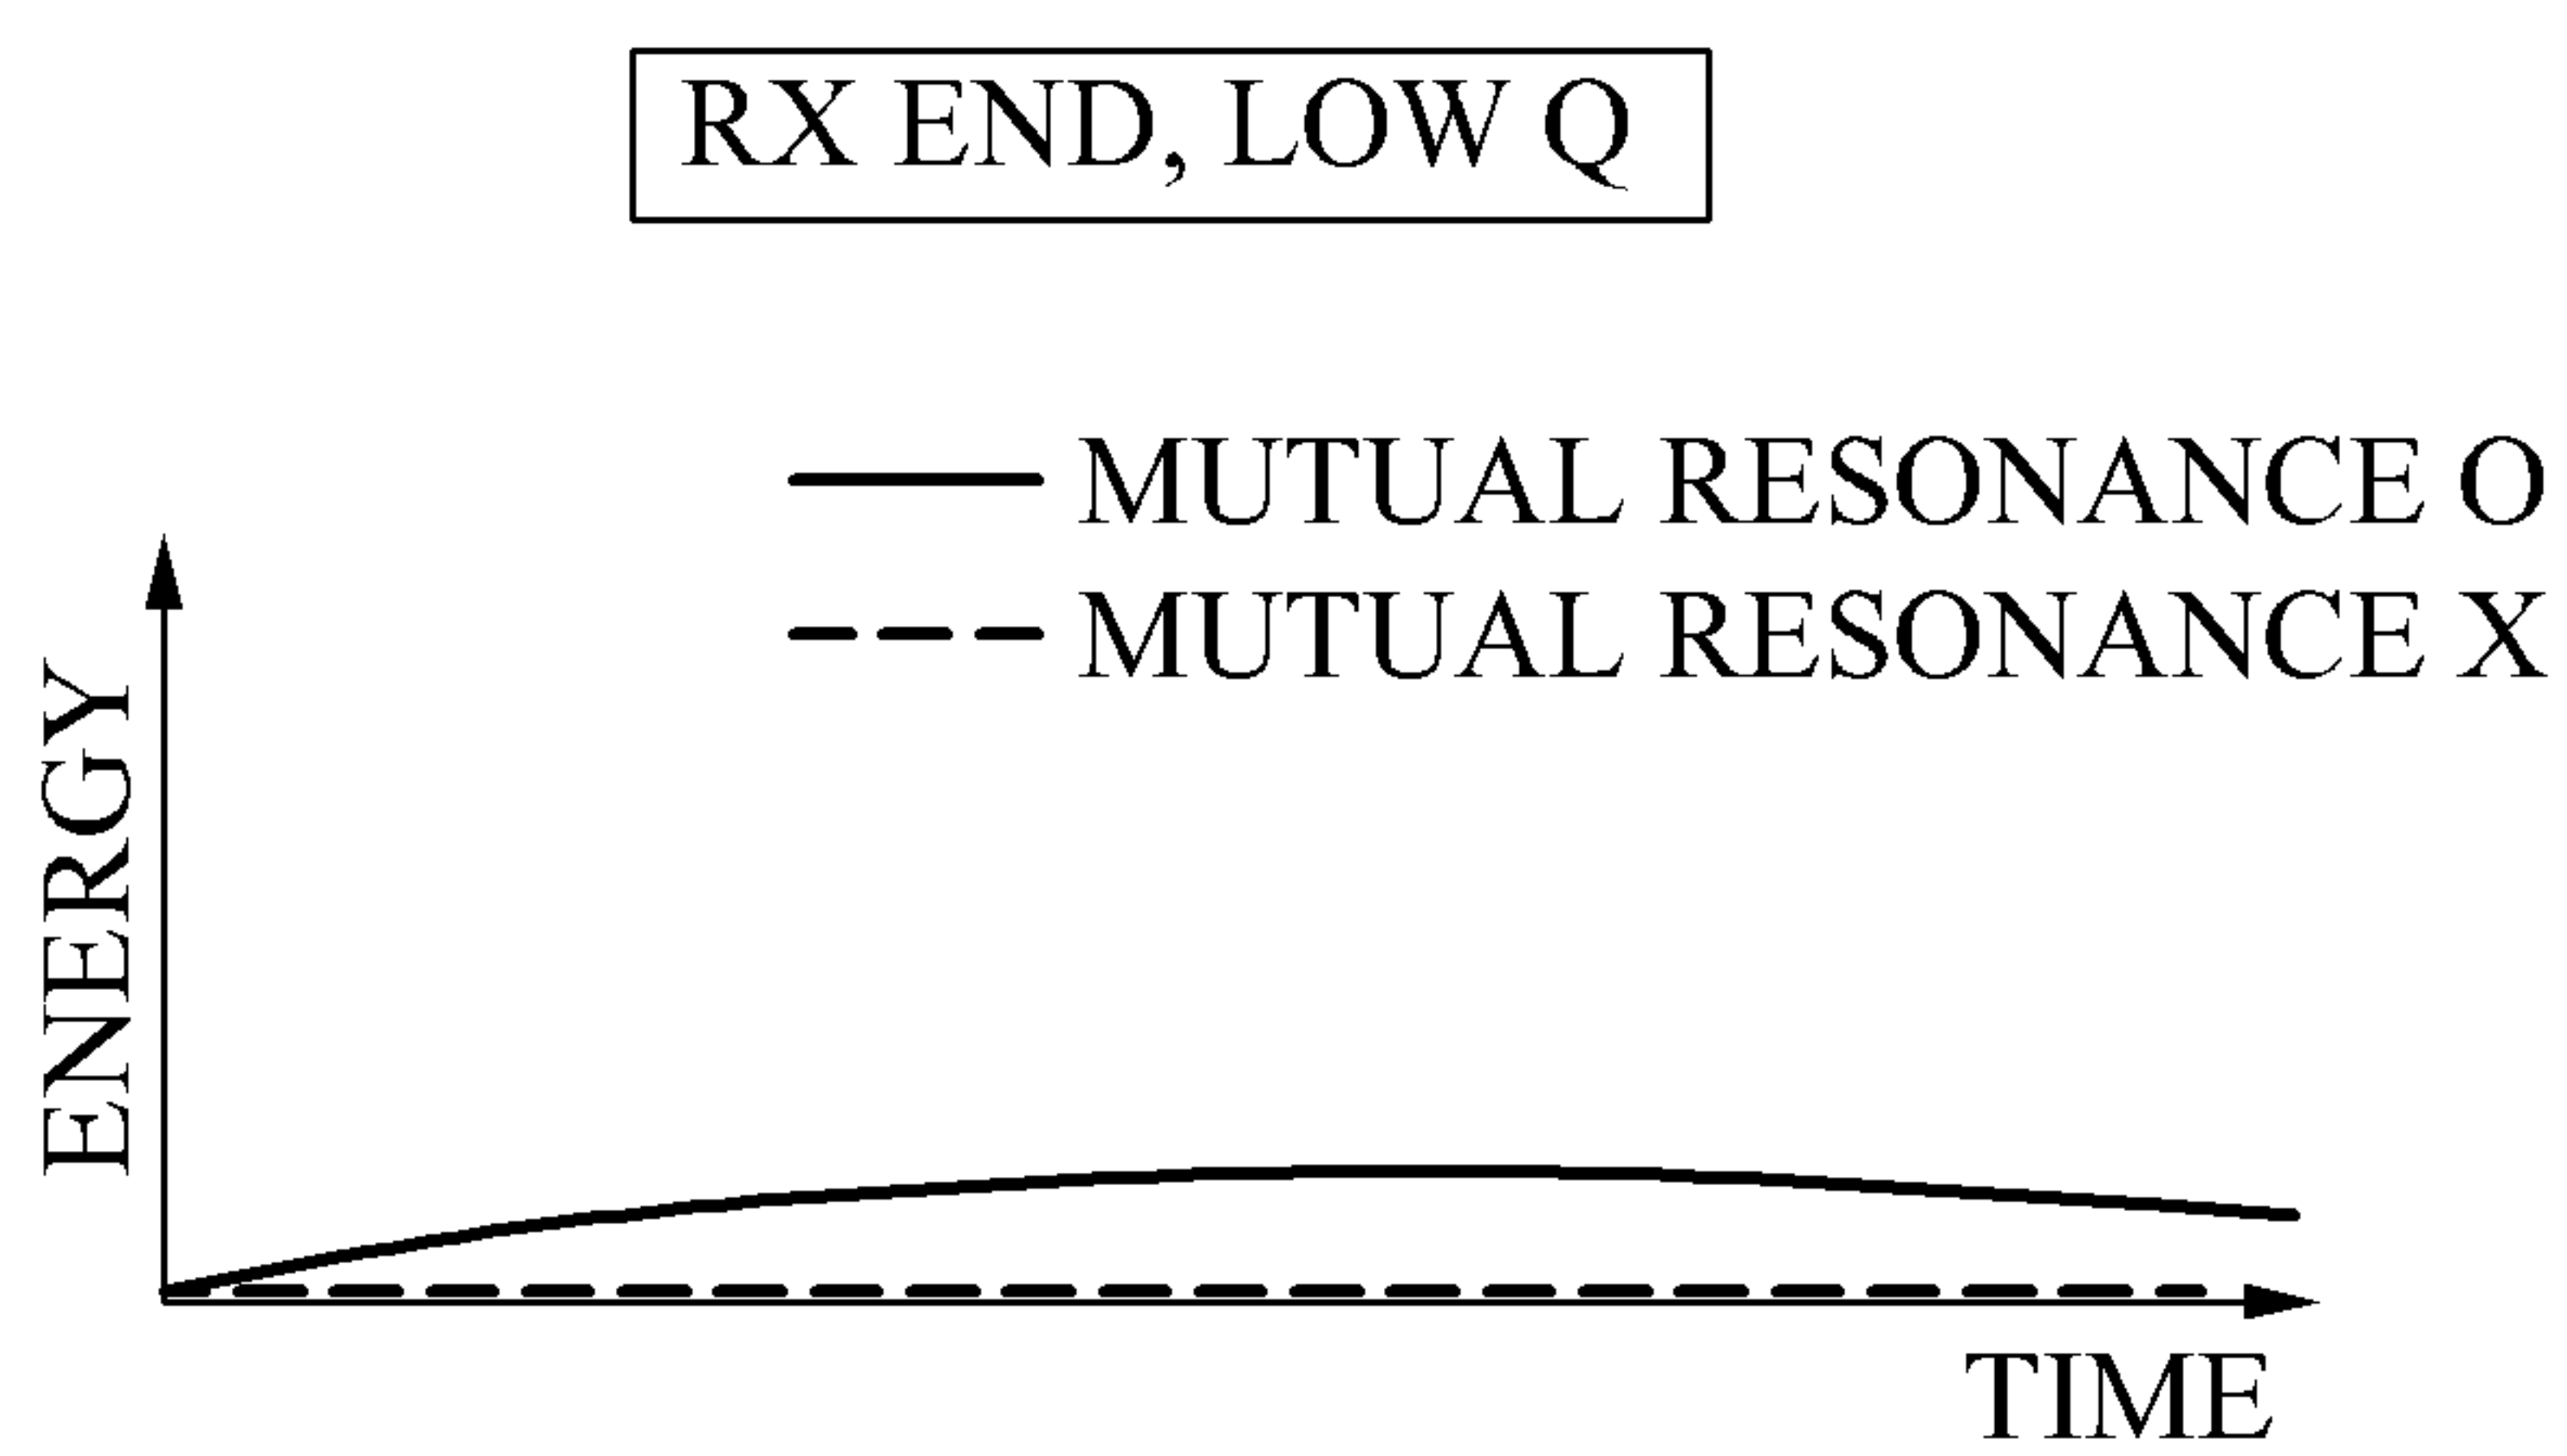 RX END, LOW Q
MUTUAL RESONANCE O
MUTUAL RESONANCE X
ENERGY
TIME